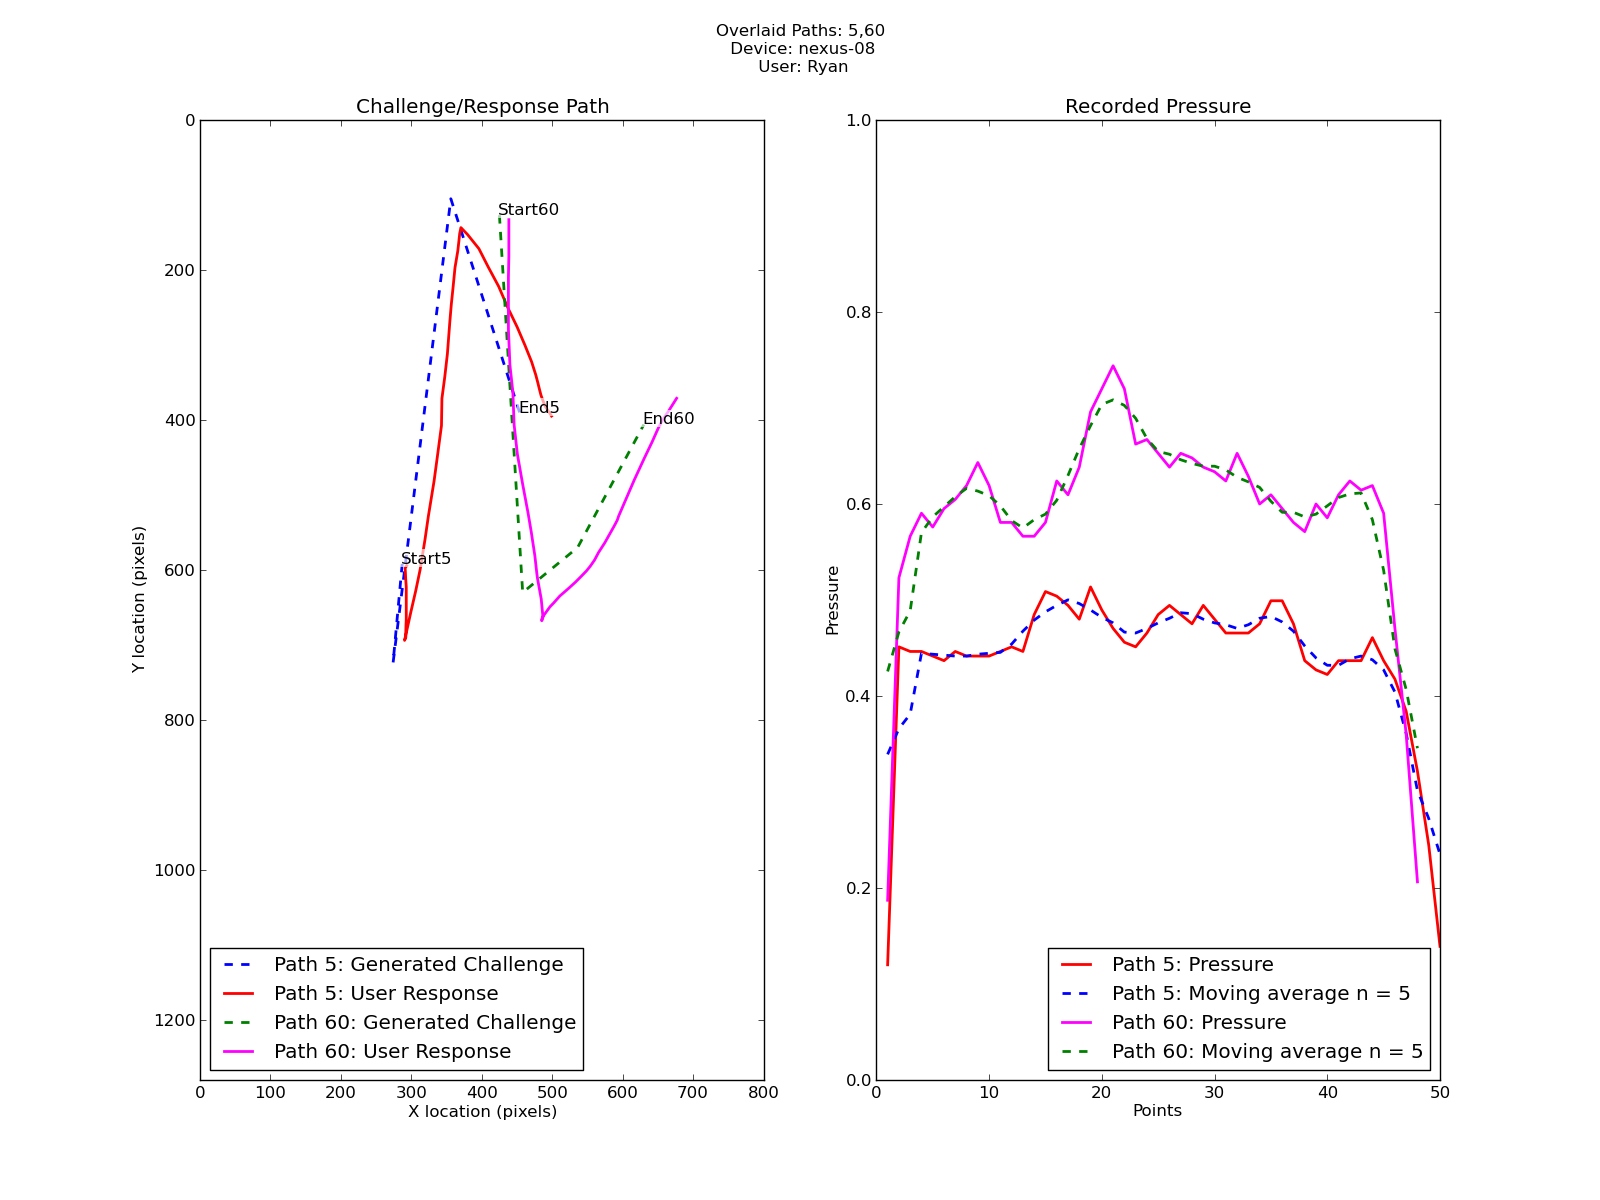 Overlaid Paths: 5,60
Device: nexus-08
User: Ryan
Challenge/Response Path
0
200
400
600
800
1000
1200
Y location (pixels)
Start60
End5
End60
Start5
Path 5: Generated Challenge
Path 5: User Response
Path 60: Generated Challenge
Path 60: User Response
0 100 200 300 400 500 600 700 800
X location (pixels)
Recorded Pressure
1.0
0.8
0.6
0.4
0.2
0.0
Pressure
Path 5: Pressure
Path 5: Moving average n = 5
Path 60: Pressure
Path 60: Moving average n = 5
0 10 20 30 40 50
Points